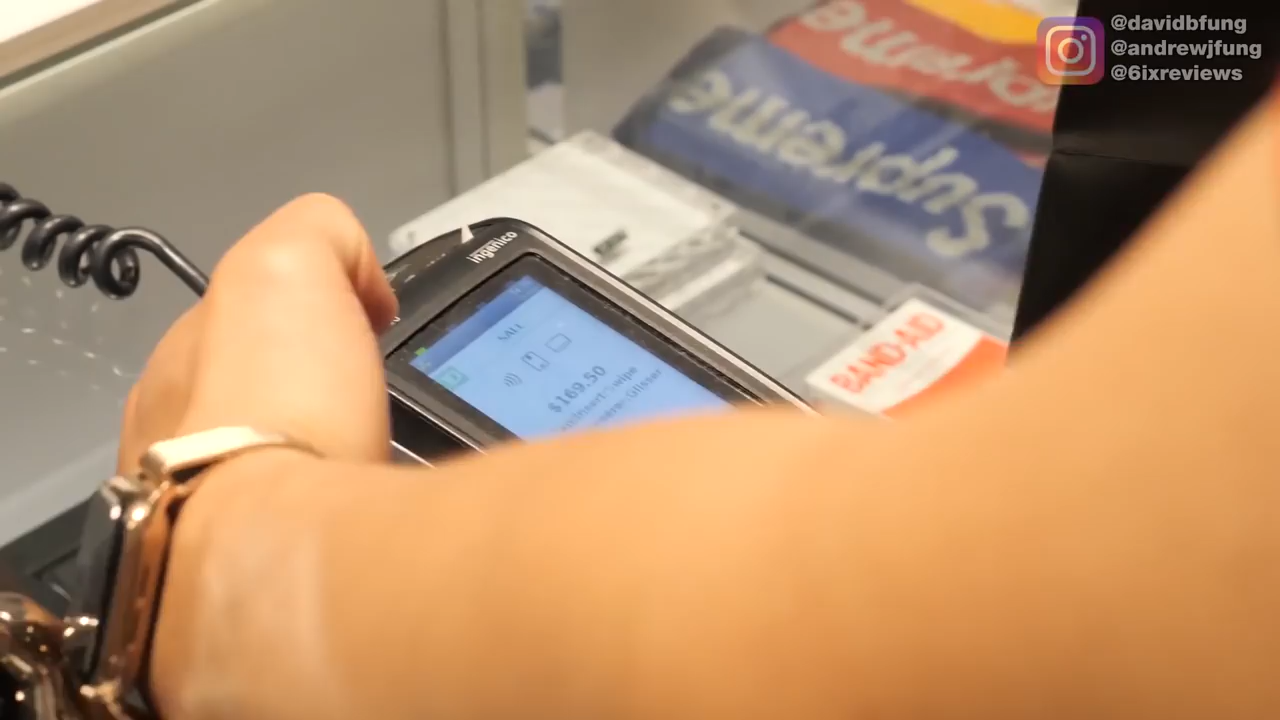 @davidbfung
@andrewjfung
@6ixreviews
Supreme
Supreme
ingenico
SALE
$169.50
BAND-AID